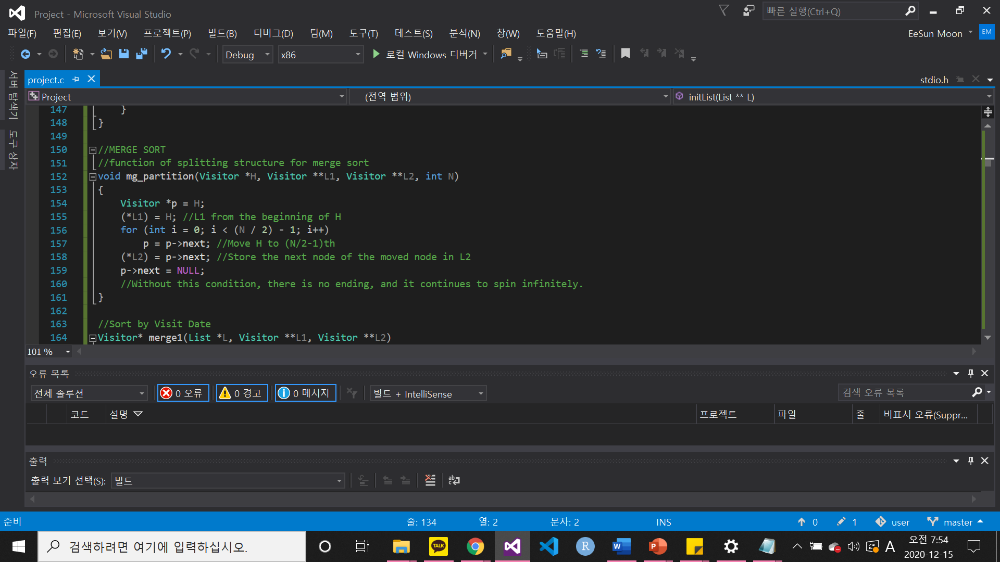 Project - Microsoft Visual Studio
빠른 실행(Ctrl+Q)
파일(F) 편집(E) 보기(V) 프로젝트(P) 빌드(B) 디버그(D) 팀(M) 도구(T) 테스트(S) 분석(N) 창(W) 도움말(H)
EeSun Moon EM
Debug x86 로컬 Windows 디버거
서버 탐색기
도구 상자
project.c
stdio.h
Project (전역 범위) initList(List ** L)
147     }
148 }
149
150 //MERGE SORT
151 //function of splitting structure for merge sort
152 void mg_partition(Visitor *H, Visitor **L1, Visitor **L2, int N)
153 {
154     Visitor *p = H;
155     (*L1) = H; //L1 from the beginning of H
156     for (int i = 0; i < (N / 2) - 1; i++)
157         p = p->next; //Move H to (N/2-1)th
158     (*L2) = p->next; //Store the next node of the moved node in L2
159     p->next = NULL;
160     //Without this condition, there is no ending, and it continues to spin infinitely.
161 }
162
163 //Sort by Visit Date
164 Visitor* merge1(List *L, Visitor **L1, Visitor **L2)
101 %
오류 목록
전체 솔루션 0 오류 0 경고 0 메시지 빌드 + IntelliSense 검색 오류 목록
코드 설명 프로젝트 파일 줄 비표시 오류(Suppr...
출력
출력 보기 선택(S): 빌드
준비 줄: 134 열: 2 문자: 2 INS 0 1 user master
검색하려면 여기에 입력하십시오.
TALK
R
W
P
A
오전 7:54
2020-12-15